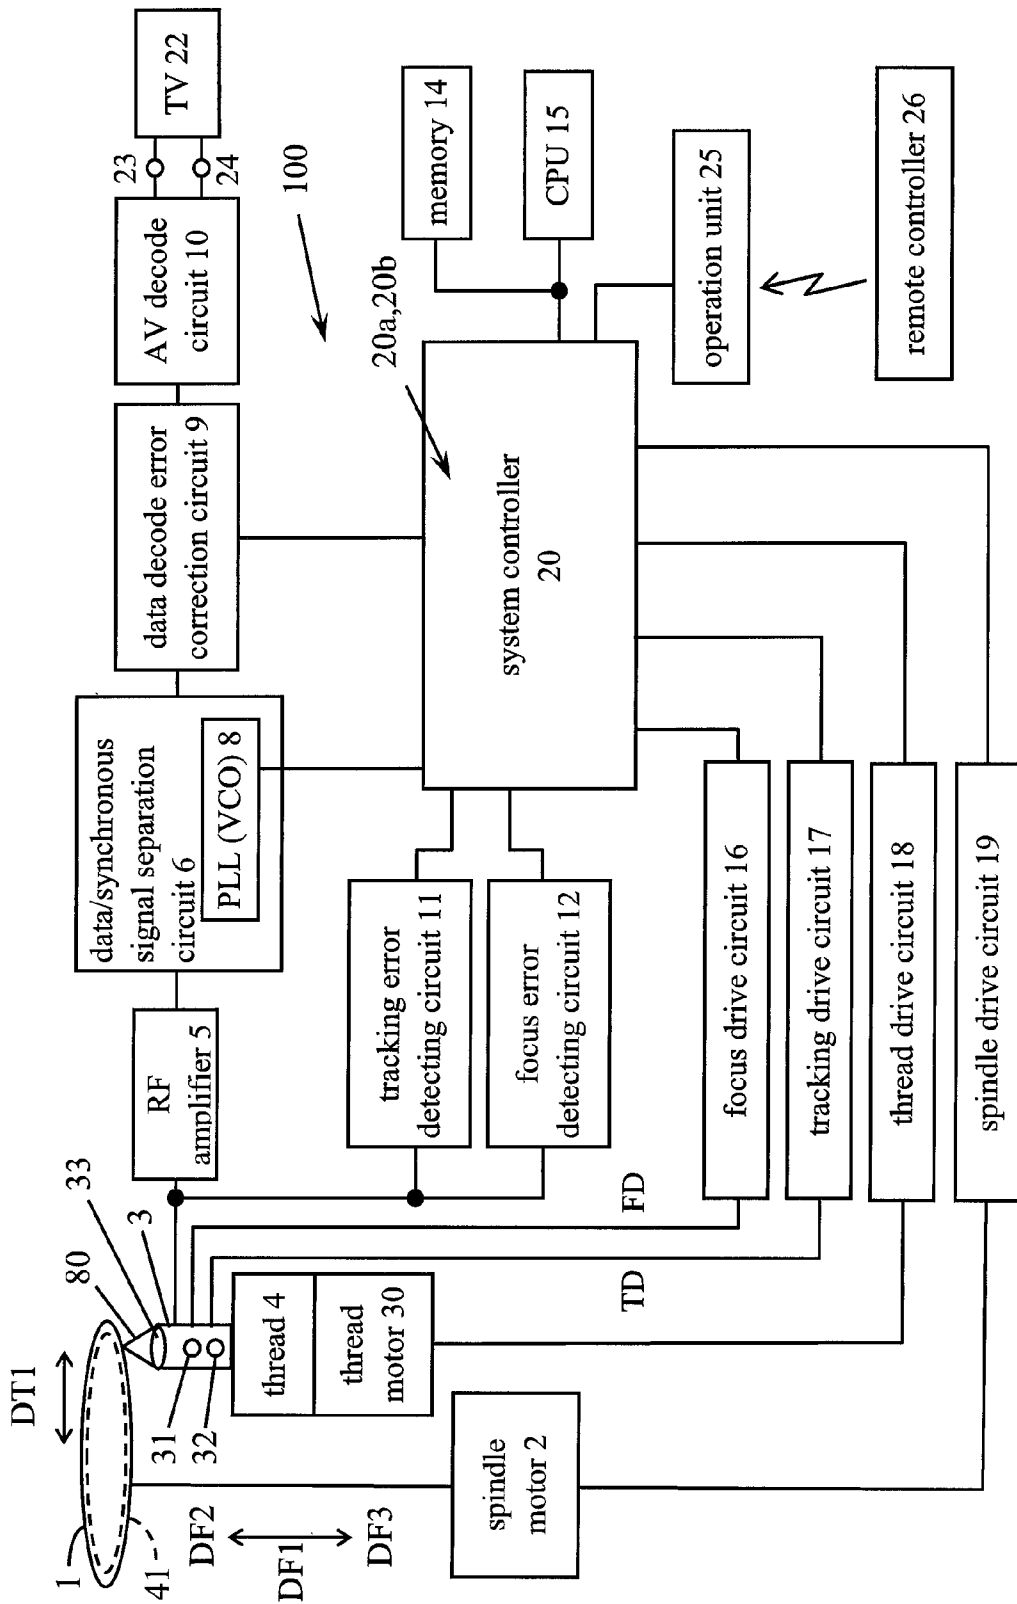 DT1
1
41
80
33
3
31
32
DF2
DF1
DF3
RF
amplifier 5
data/synchronous
signal separation
circuit 6
PLL (VCO) 8
data decode error
correction circuit 9
AV decode
circuit 10
23
24
TV 22
100
thread 4
thread
motor 30
spindle
motor 2
TD
FD
tracking error
detecting circuit 11
focus error
detecting circuit 12
system controller
20
20a,20b
memory 14
CPU 15
operation unit 25
remote controller 26
focus drive circuit 16
tracking drive circuit 17
thread drive circuit 18
spindle drive circuit 19